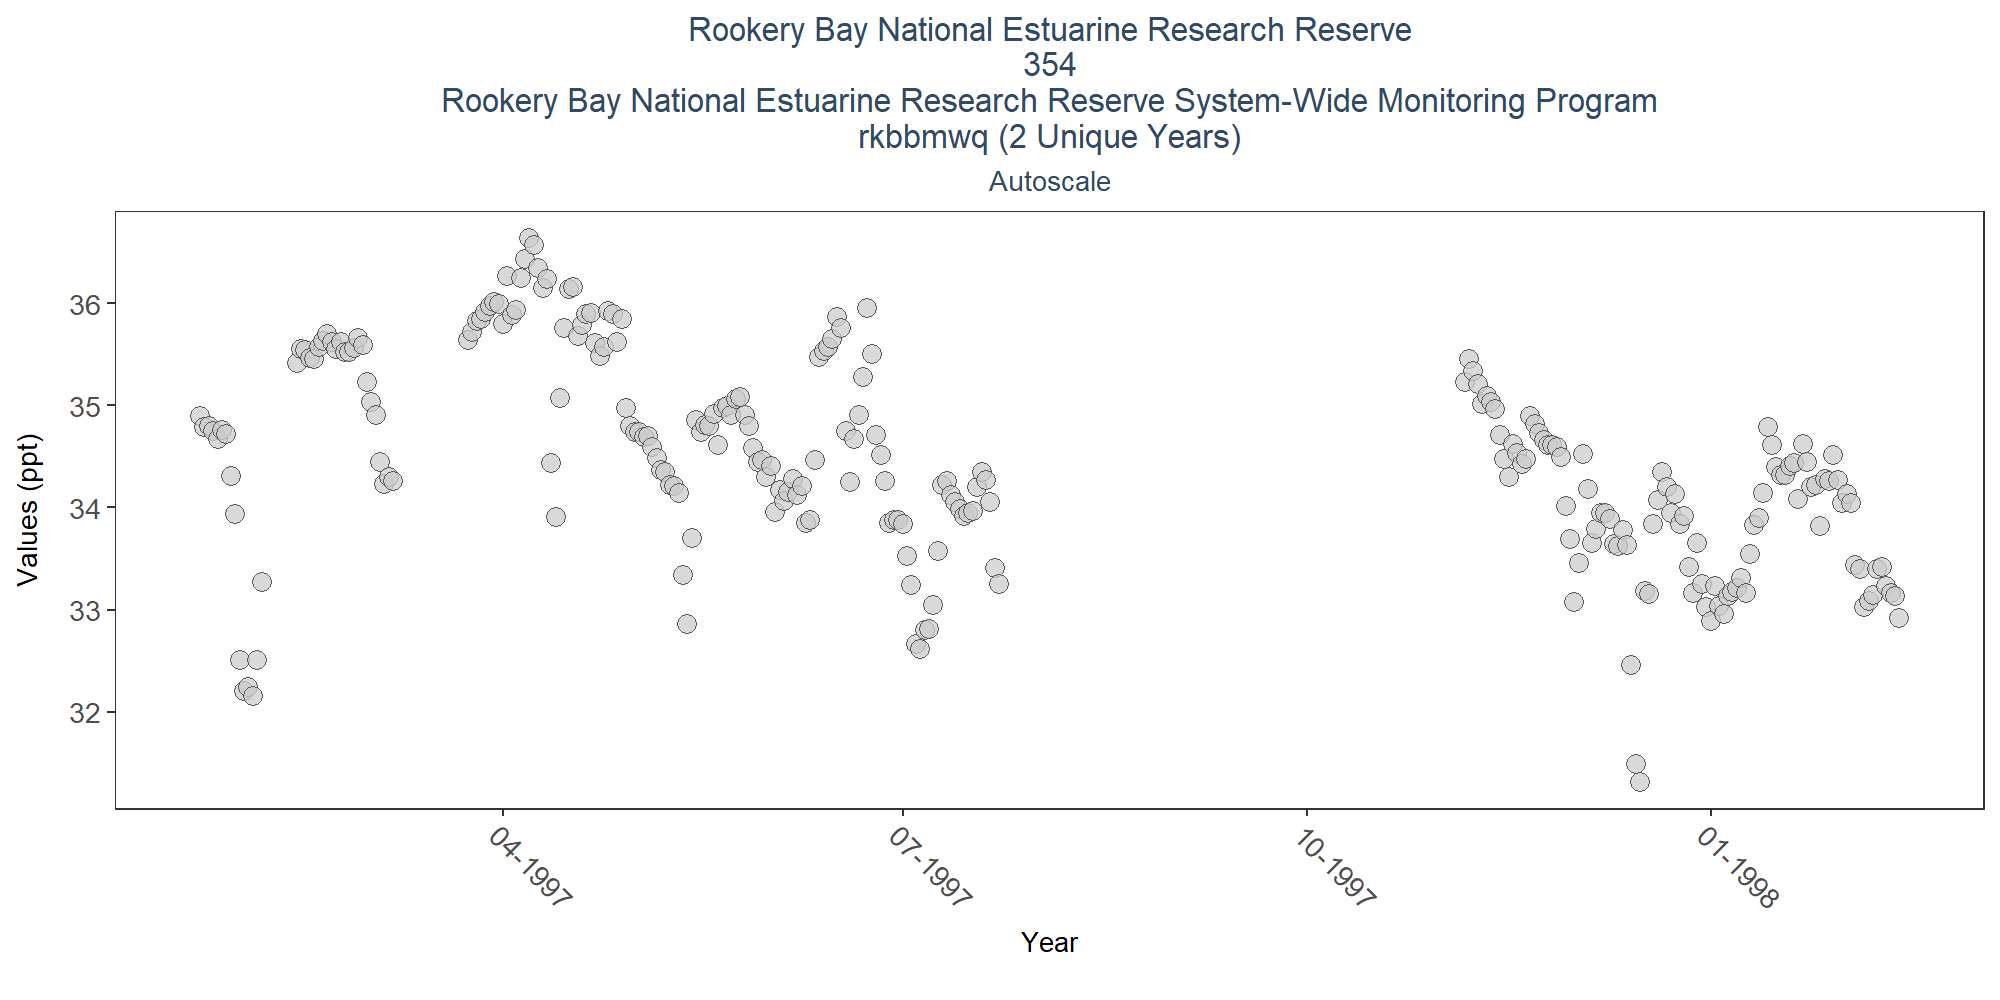 Rookery Bay National Estuarine Research Reserve
354
Rookery Bay National Estuarine Research Reserve System-Wide Monitoring Program
rkbbmwq (2 Unique Years)
Autoscale
Values (ppt)
36
35
34
33
32
04-1997
07-1997
10-1997
01-1998
Year